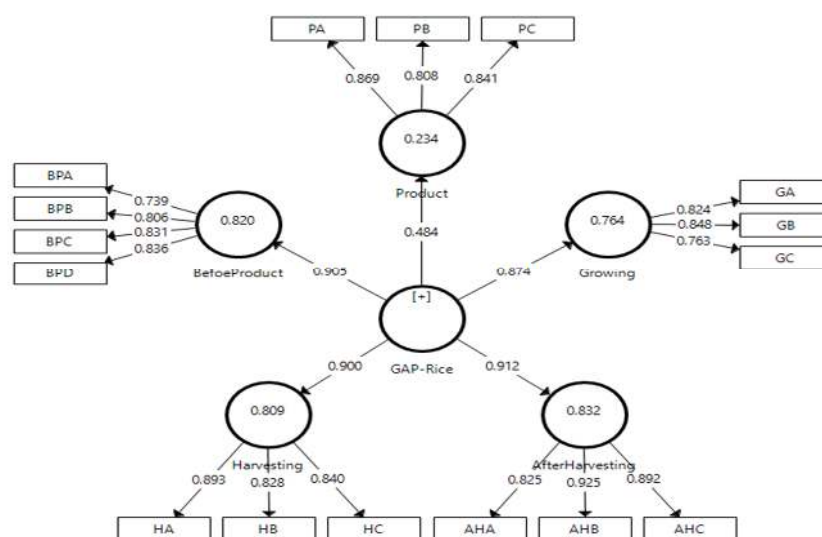 PA PB PC
0.869 0.808 0.841
0.234
Product
BPA
BPB
BPC
BPD
0.739
0.806
0.831
0.836
0.820
BefoeProduct
0.905
0.484
0.874
0.764
Growing
0.824
0.848
0.763
GA
GB
GC
[+]
GAP-Rice
0.900
0.912
0.809
Harvesting
0.832
AfterHarvesting
0.893 0.828 0.840
0.825 0.925 0.892
HA HB HC
AHA AHB AHC